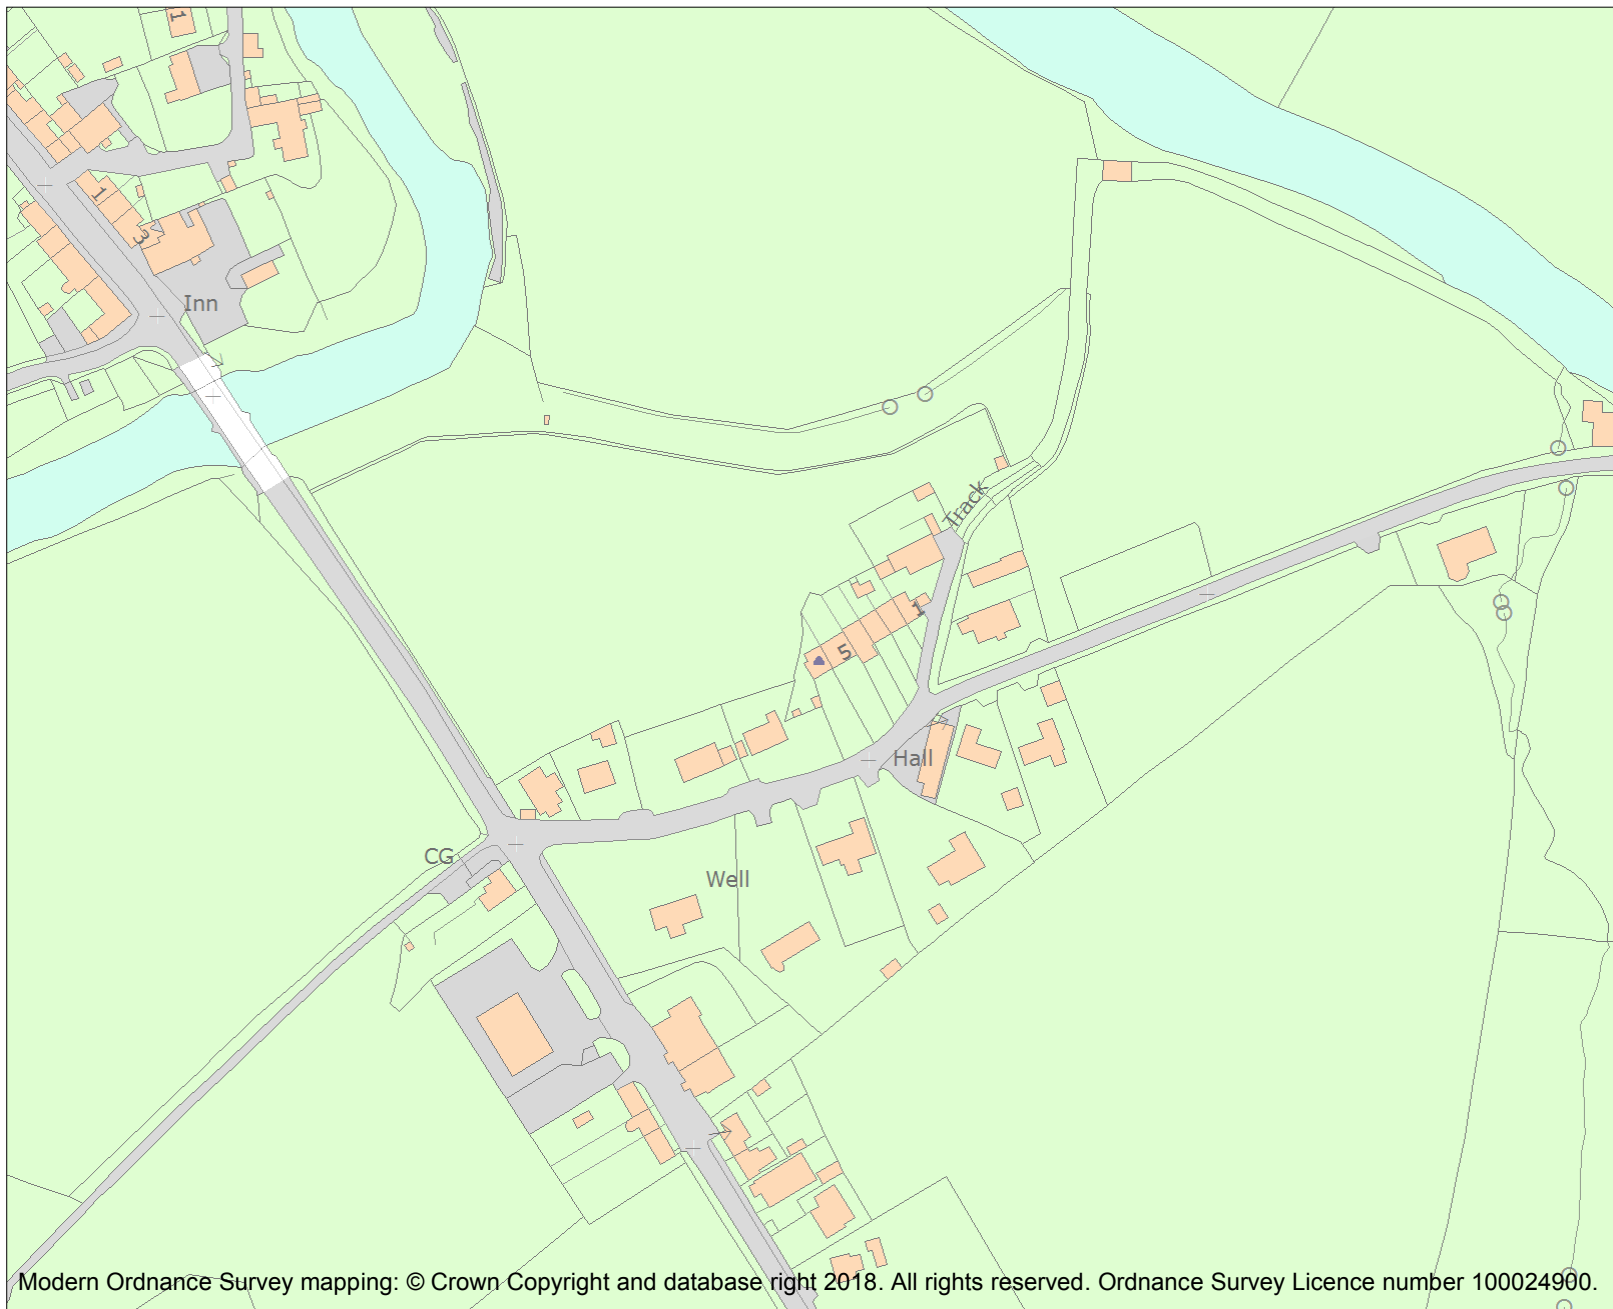 1
1
3
Inn
Track
1
5
Hall
CG
Well
Modern Ordnance Survey mapping: © Crown Copyright and database right 2018. All rights reserved. Ordnance Survey Licence number 100024900.